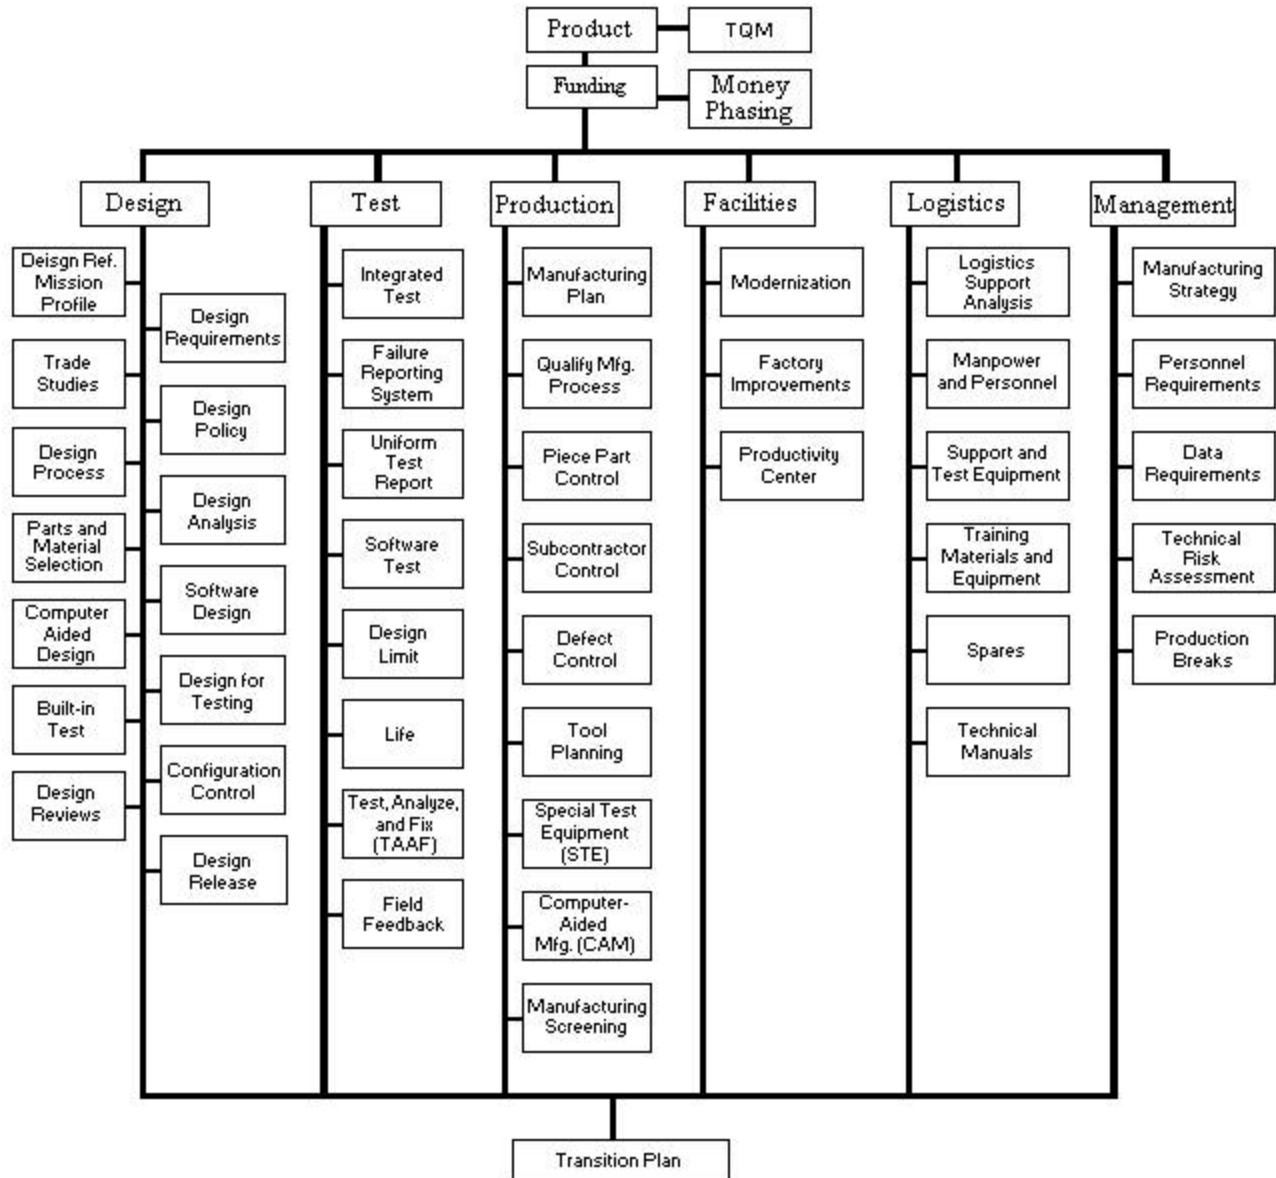 Product
TQM
Funding
Money
Phasing
Design
Test
Production
Facilities
Logistics
Management
Deisgn Ref.
Mission
Profile
Trade
Studies
Design
Process
Parts and
Material
Selection
Computer
Aided
Design
Built-in
Test
Design
Reviews
Design
Requirements
Design
Policy
Design
Analysis
Software
Design
Design for
Testing
Configuration
Control
Design
Release
Integrated
Test
Failure
Reporting
System
Uniform
Test
Report
Software
Test
Design
Limit
Life
Test, Analyze,
and Fix
(TAAF)
Field
Feedback
Manufacturing
Plan
Qualify Mfg.
Process
Piece Part
Control
Subcontractor
Control
Defect
Control
Tool
Planning
Special Test
Equipment
(STE)
Computer-
Aided
Mfg. (CAM)
Manufacturing
Screening
Modernization
Factory
Improvements
Productivity
Center
Logistics
Support
Analysis
Manpower
and Personnel
Support and
Test Equipment
Training
Materials and
Equipment
Spares
Technical
Manuals
Manufacturing
Strategy
Personnel
Requirements
Data
Requirements
Technical
Risk
Assessment
Production
Breaks
Transition Plan